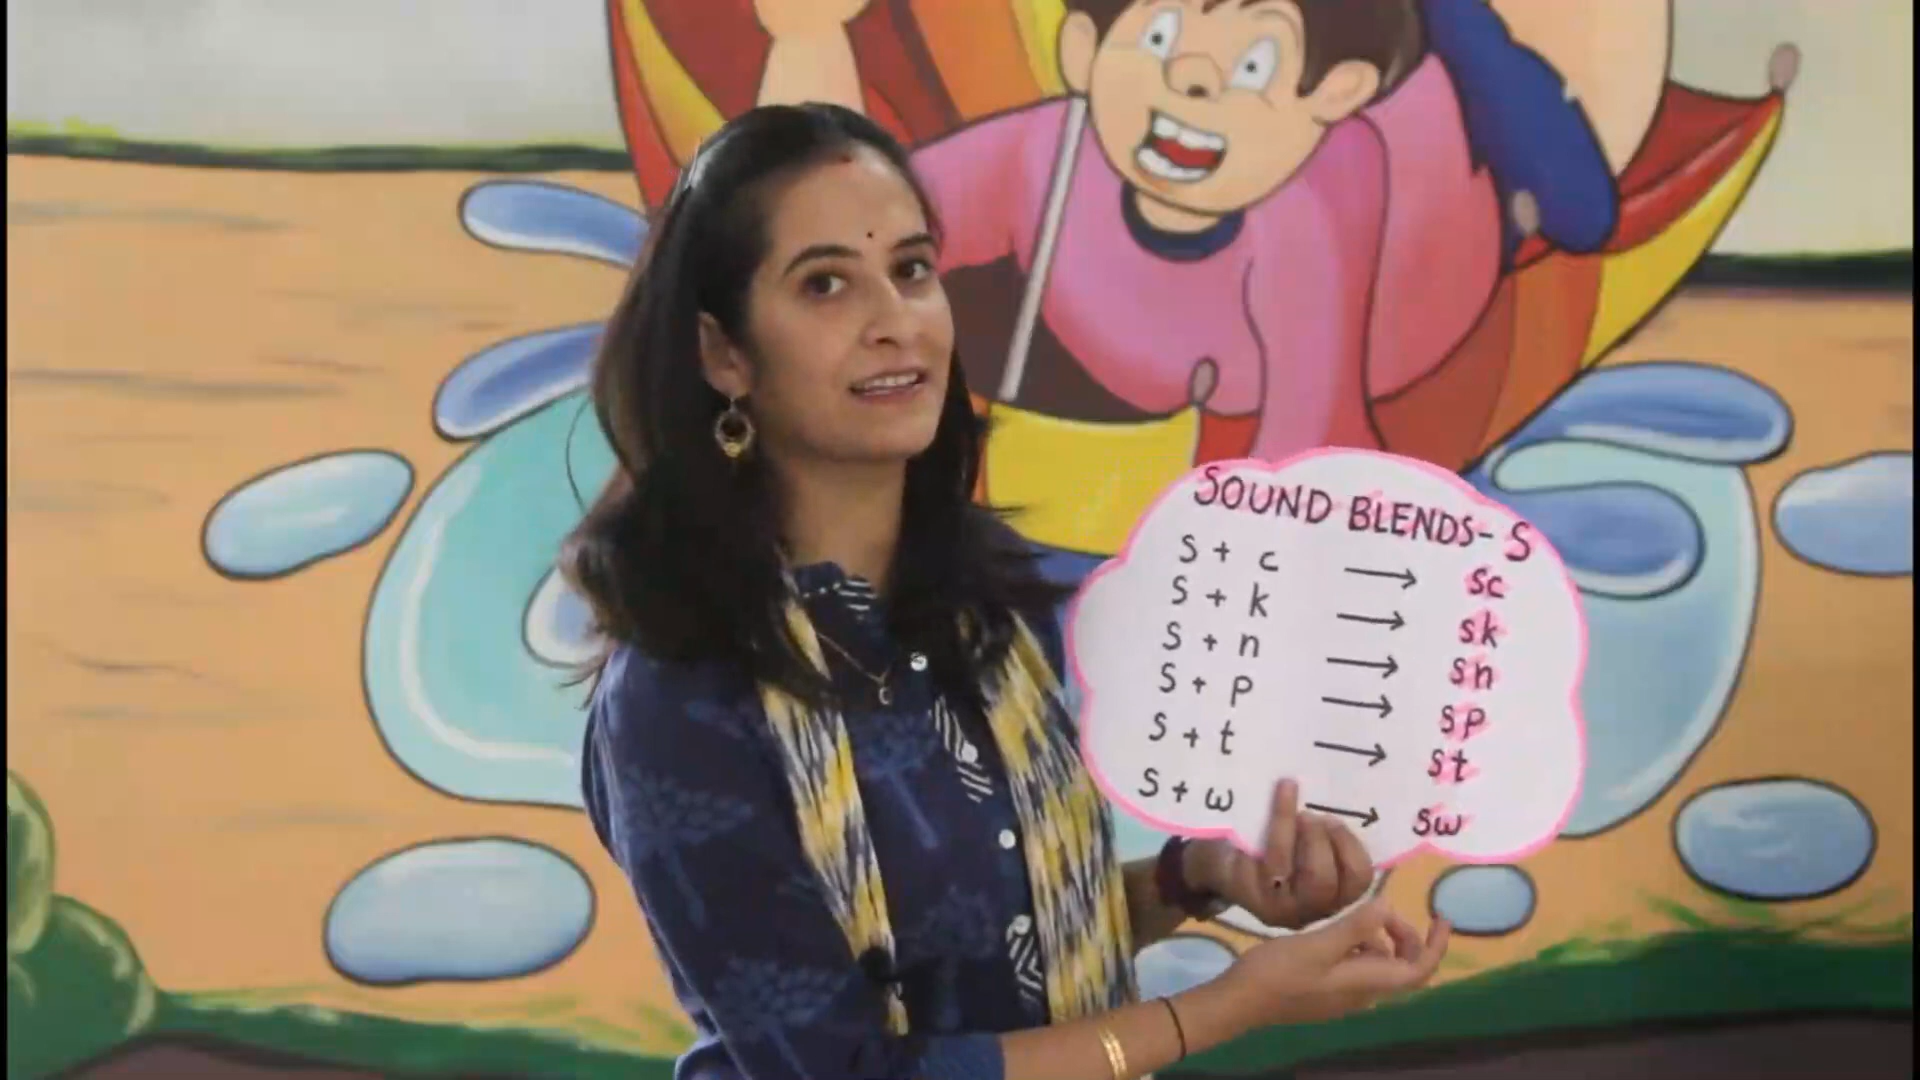 SOUND BLENDS- S
s + c → sc
s + k → sk
s + n → sn
s + p → sp
s + t → st
s + w → sw